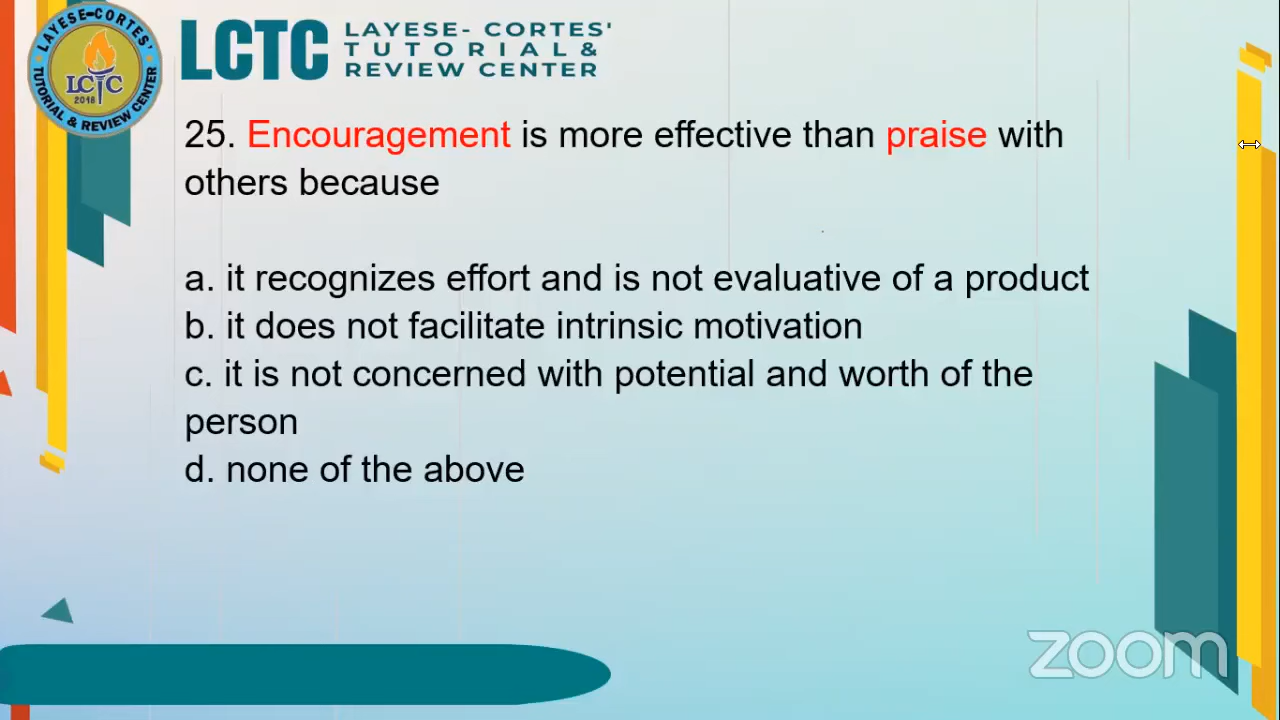 LAYESE-CORTES'
LCTC
2018
TUTORIAL & REVIEW CENTER
LCTC
LAYESE- CORTES'
TUTORIAL &
REVIEW CENTER
25. Encouragement is more effective than praise with
others because
a. it recognizes effort and is not evaluative of a product
b. it does not facilitate intrinsic motivation
c. it is not concerned with potential and worth of the
person
d. none of the above
zoom